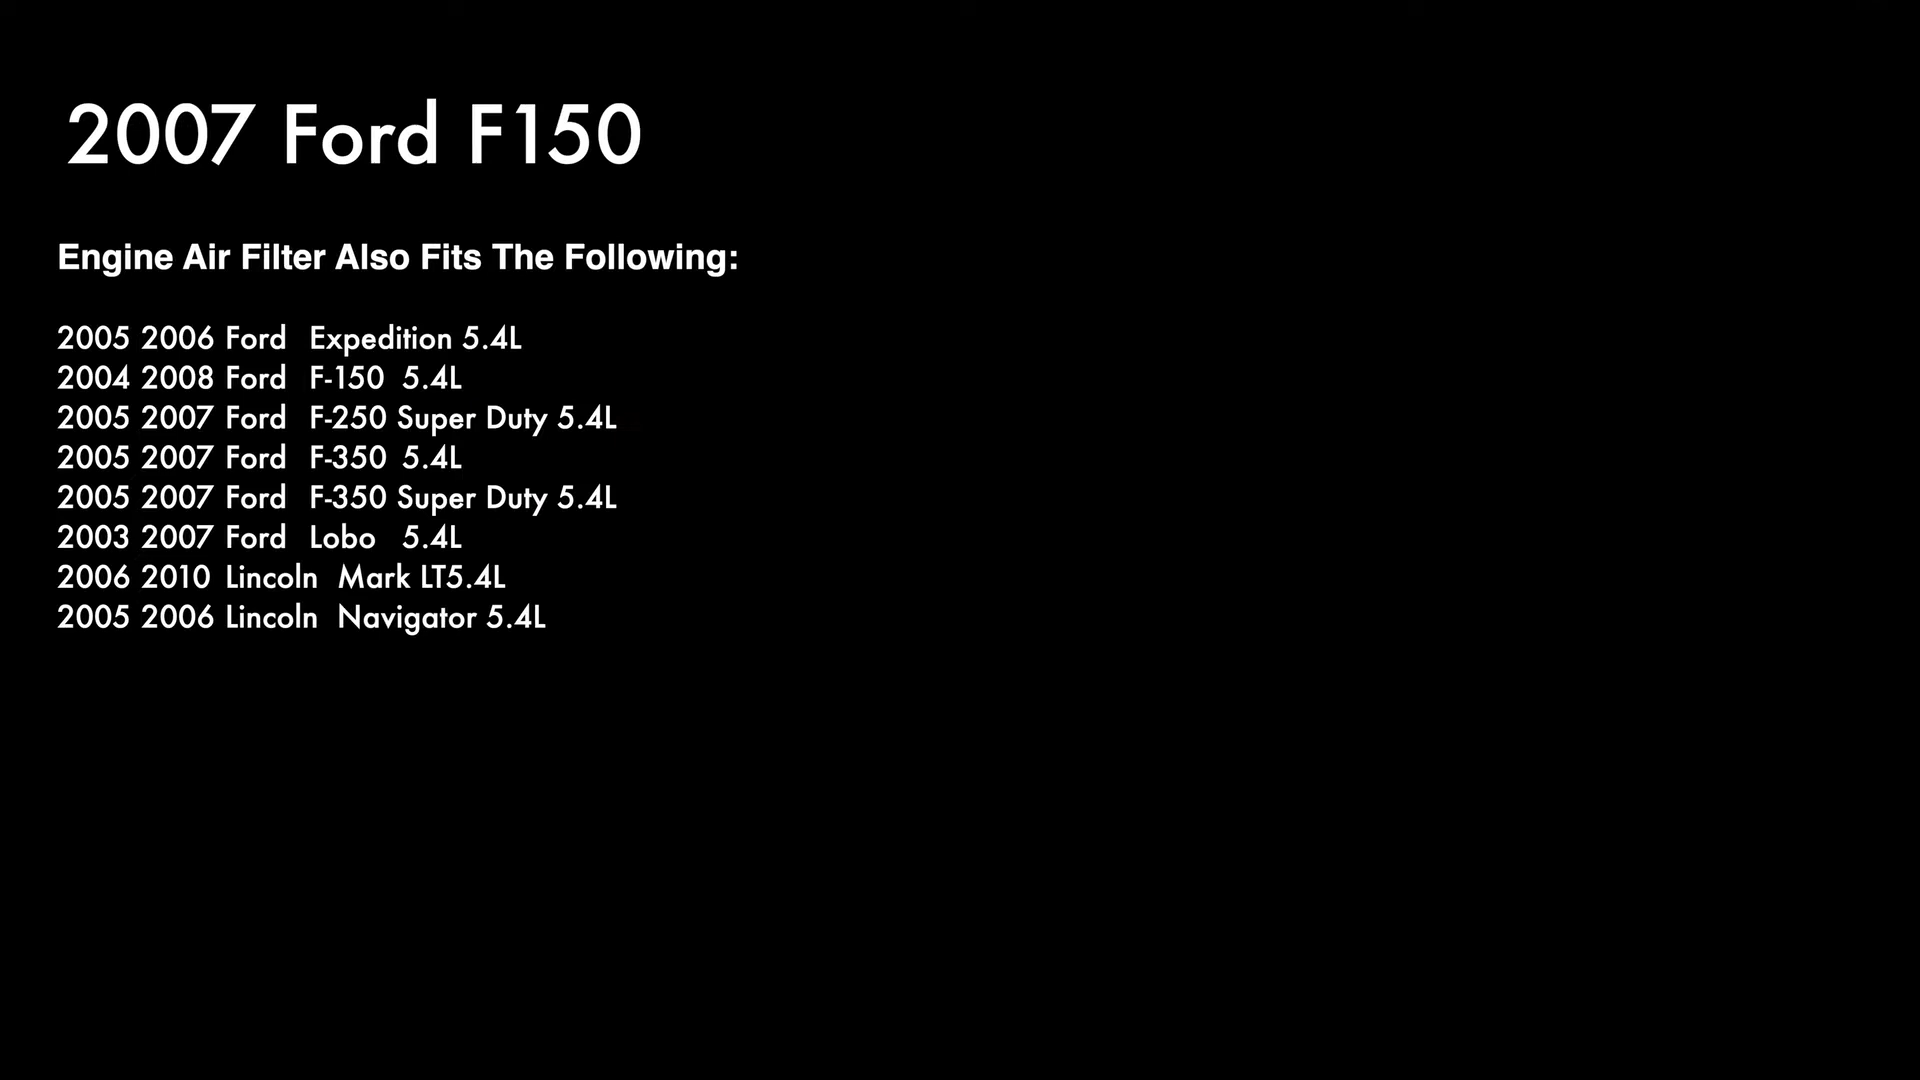 2007 Ford F150
Engine Air Filter Also Fits The Following:
2005 2006 Ford Expedition 5.4L
2004 2008 Ford F-150 5.4L
2005 2007 Ford F-250 Super Duty 5.4L
2005 2007 Ford F-350 5.4L
2005 2007 Ford F-350 Super Duty 5.4L
2003 2007 Ford Lobo 5.4L
2006 2010 Lincoln Mark LT5.4L
2005 2006 Lincoln Navigator 5.4L